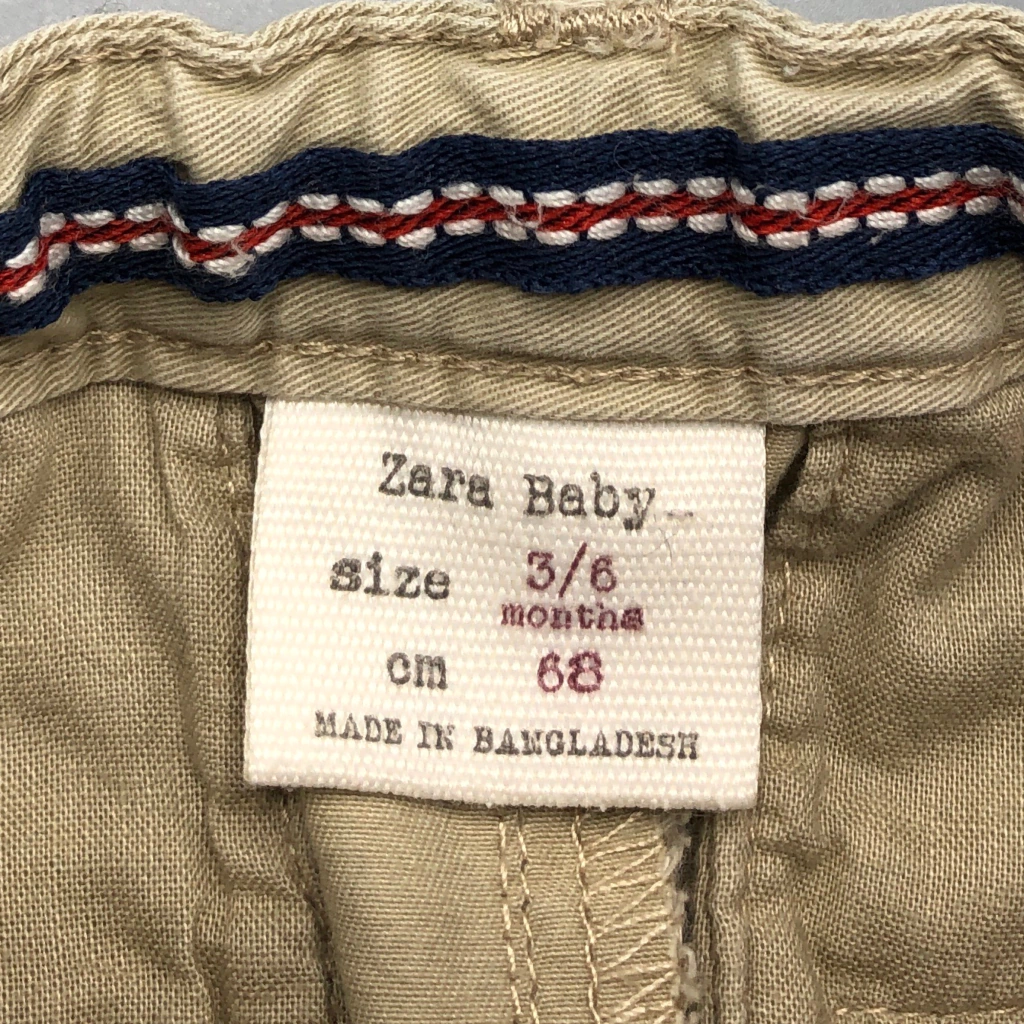 Zara Baby
size 3/6
months
cm 68
MADE IN BANGLADESH